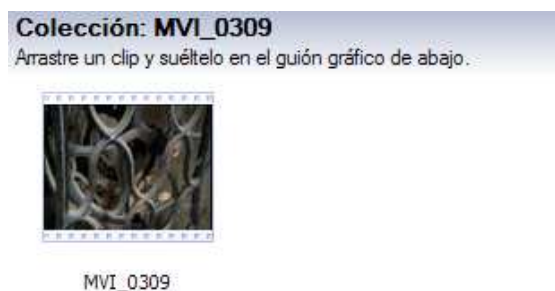 Colección: MVI_0309
Arrastre un clip y suéltelo en el guión gráfico de abajo.
MVI_0309